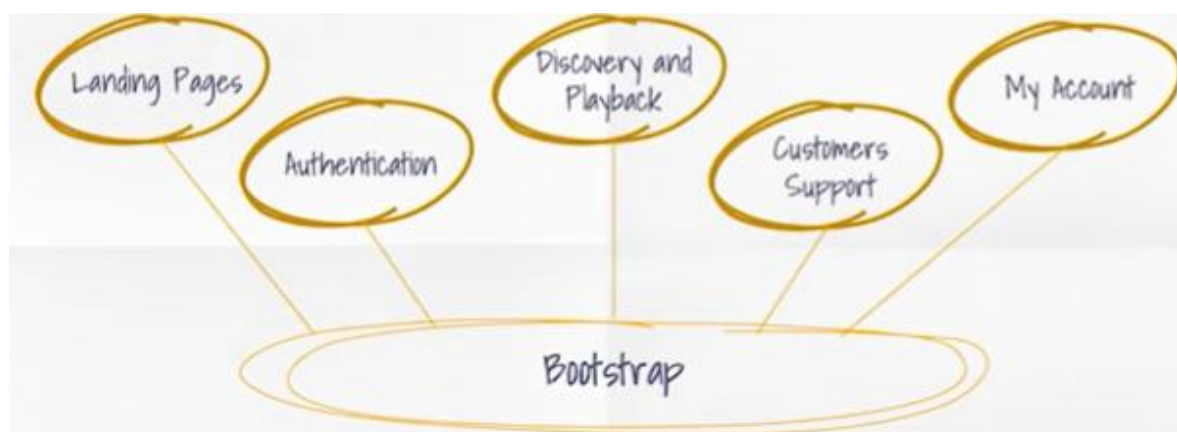 Landing Pages
Authentication
Discovery and
Playback
Customers
Support
My Account
Bootstrap